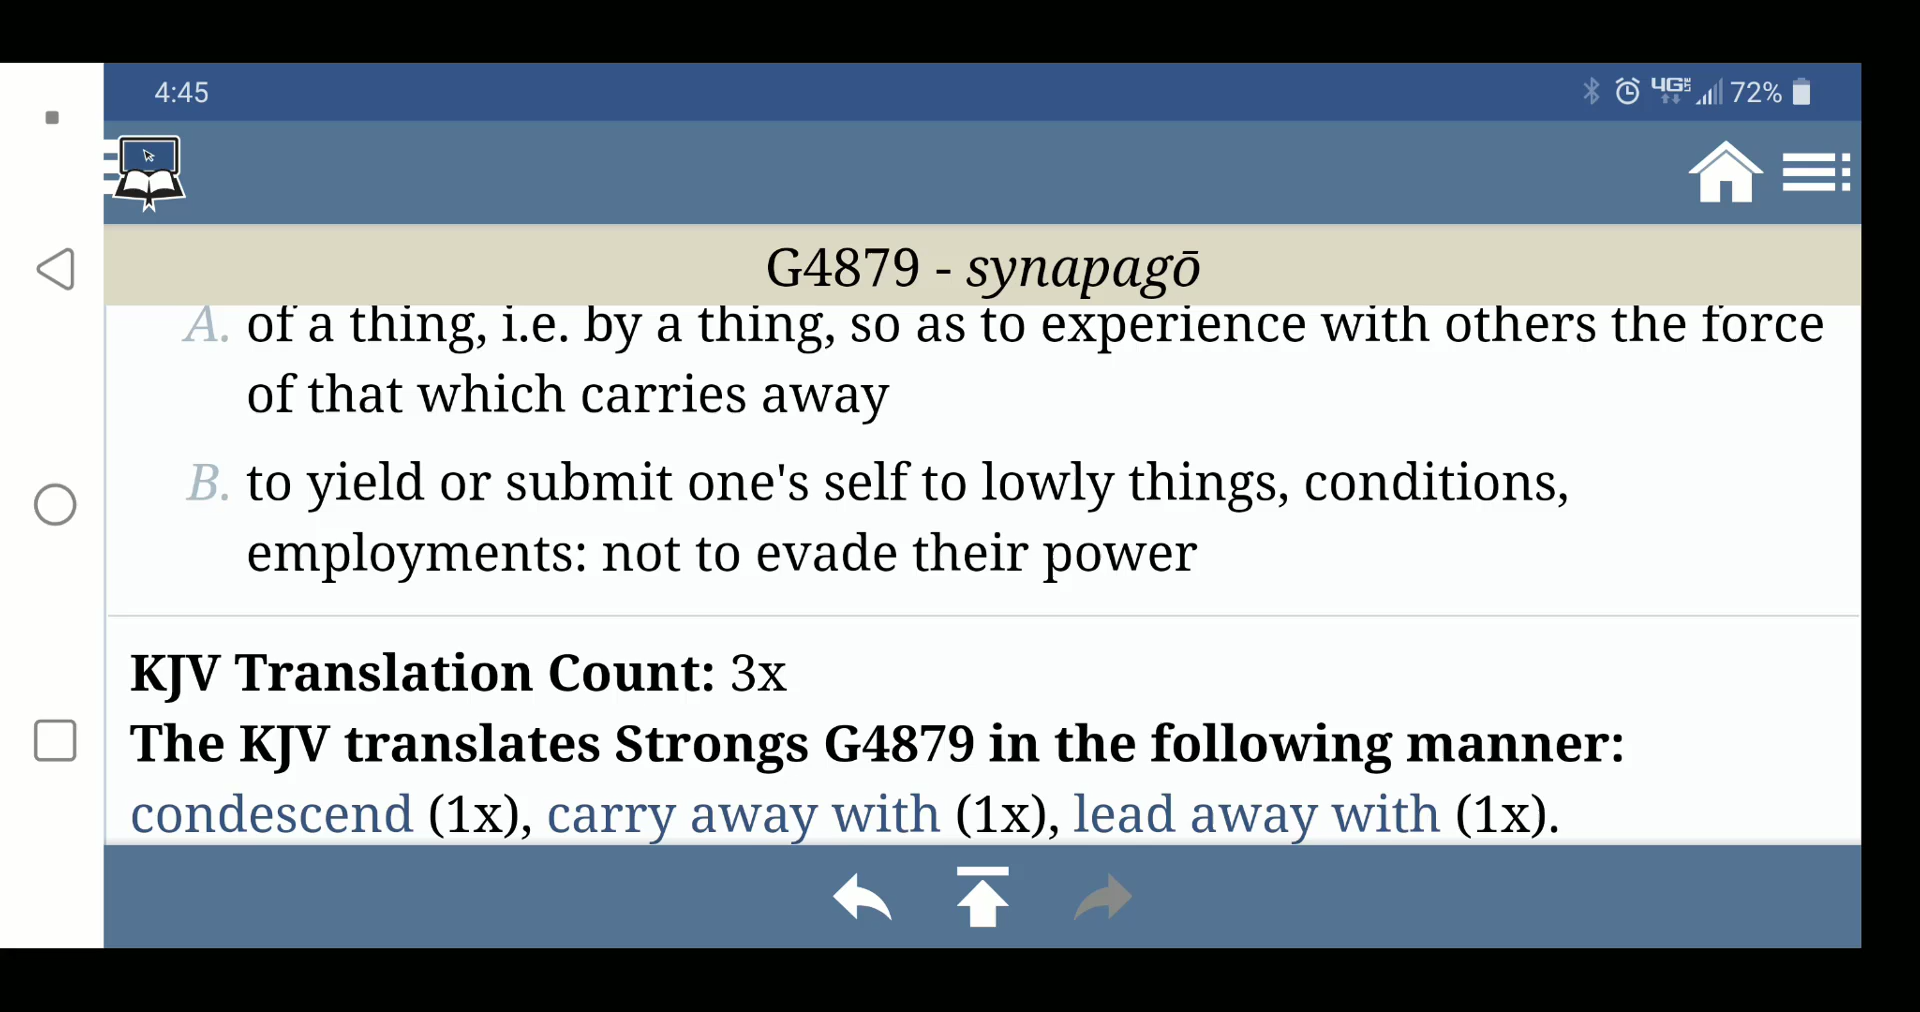 4:45
4G LTE 72%
G4879 - synapagō
A. of a thing, i.e. by a thing, so as to experience with others the force
of that which carries away
B. to yield or submit one's self to lowly things, conditions,
employments: not to evade their power
KJV Translation Count: 3x
The KJV translates Strongs G4879 in the following manner:
condescend (1x), carry away with (1x), lead away with (1x).